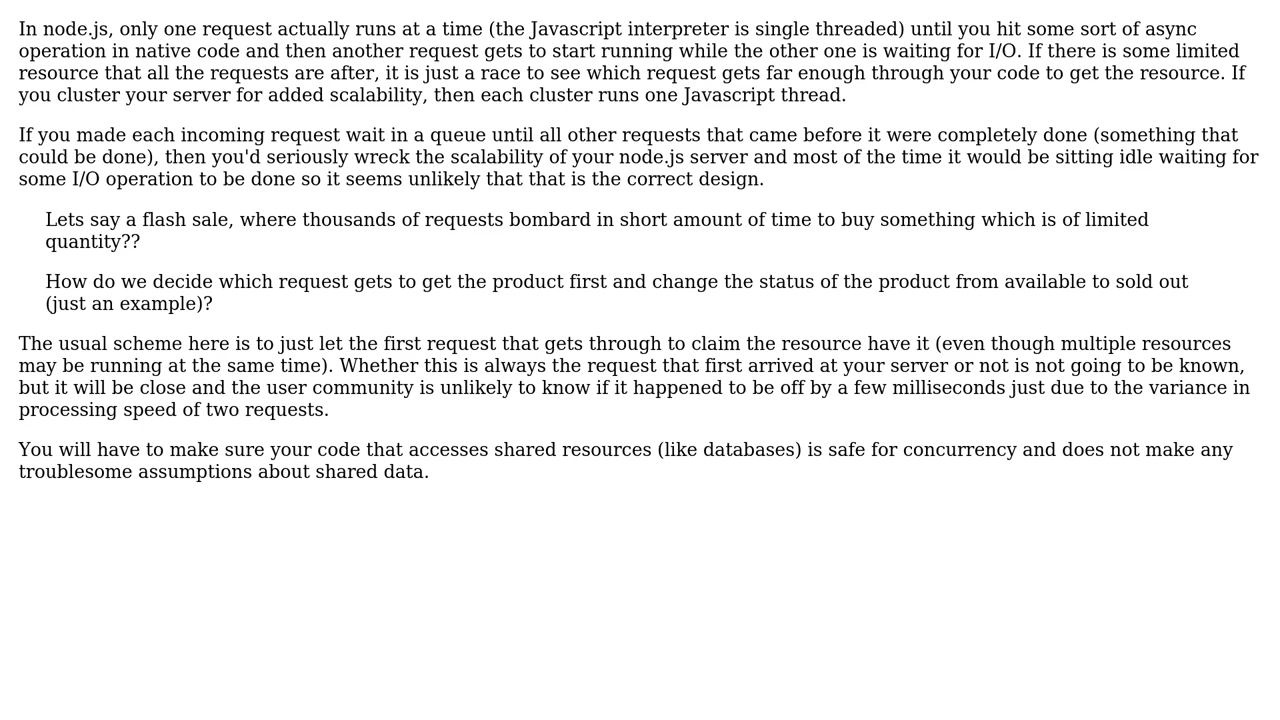 In node.js, only one request actually runs at a time (the Javascript interpreter is single threaded) until you hit some sort of async
operation in native code and then another request gets to start running while the other one is waiting for I/O. If there is some limited
resource that all the requests are after, it is just a race to see which request gets far enough through your code to get the resource. If
you cluster your server for added scalability, then each cluster runs one Javascript thread.
If you made each incoming request wait in a queue until all other requests that came before it were completely done (something that
could be done), then you'd seriously wreck the scalability of your node.js server and most of the time it would be sitting idle waiting for
some I/O operation to be done so it seems unlikely that that is the correct design.
Lets say a flash sale, where thousands of requests bombard in short amount of time to buy something which is of limited
quantity??
How do we decide which request gets to get the product first and change the status of the product from available to sold out
(just an example)?
The usual scheme here is to just let the first request that gets through to claim the resource have it (even though multiple resources
may be running at the same time). Whether this is always the request that first arrived at your server or not is not going to be known,
but it will be close and the user community is unlikely to know if it happened to be off by a few milliseconds just due to the variance in
processing speed of two requests.
You will have to make sure your code that accesses shared resources (like databases) is safe for concurrency and does not make any
troublesome assumptions about shared data.